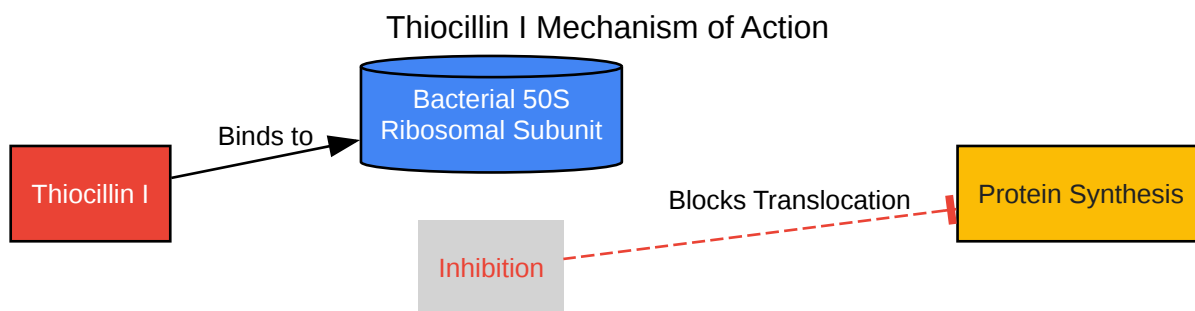 Thiocillin I Mechanism of Action
Bacterial 50S
Ribosomal Subunit
Binds to
Thiocillin I
Blocks Translocation
Protein Synthesis
Inhibition